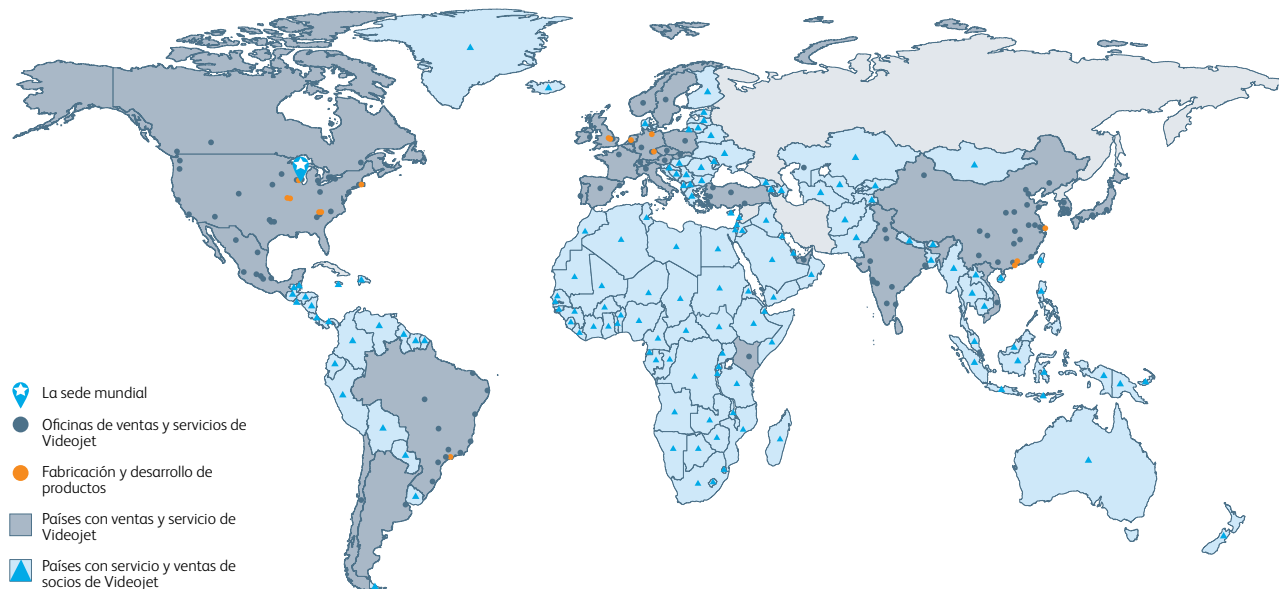 La sede mundial
Oficinas de ventas y servicios de
Videojet
Fabricación y desarrollo de
productos
Países con ventas y servicio de
Videojet
Países con servicio y ventas de
socios de Videojet